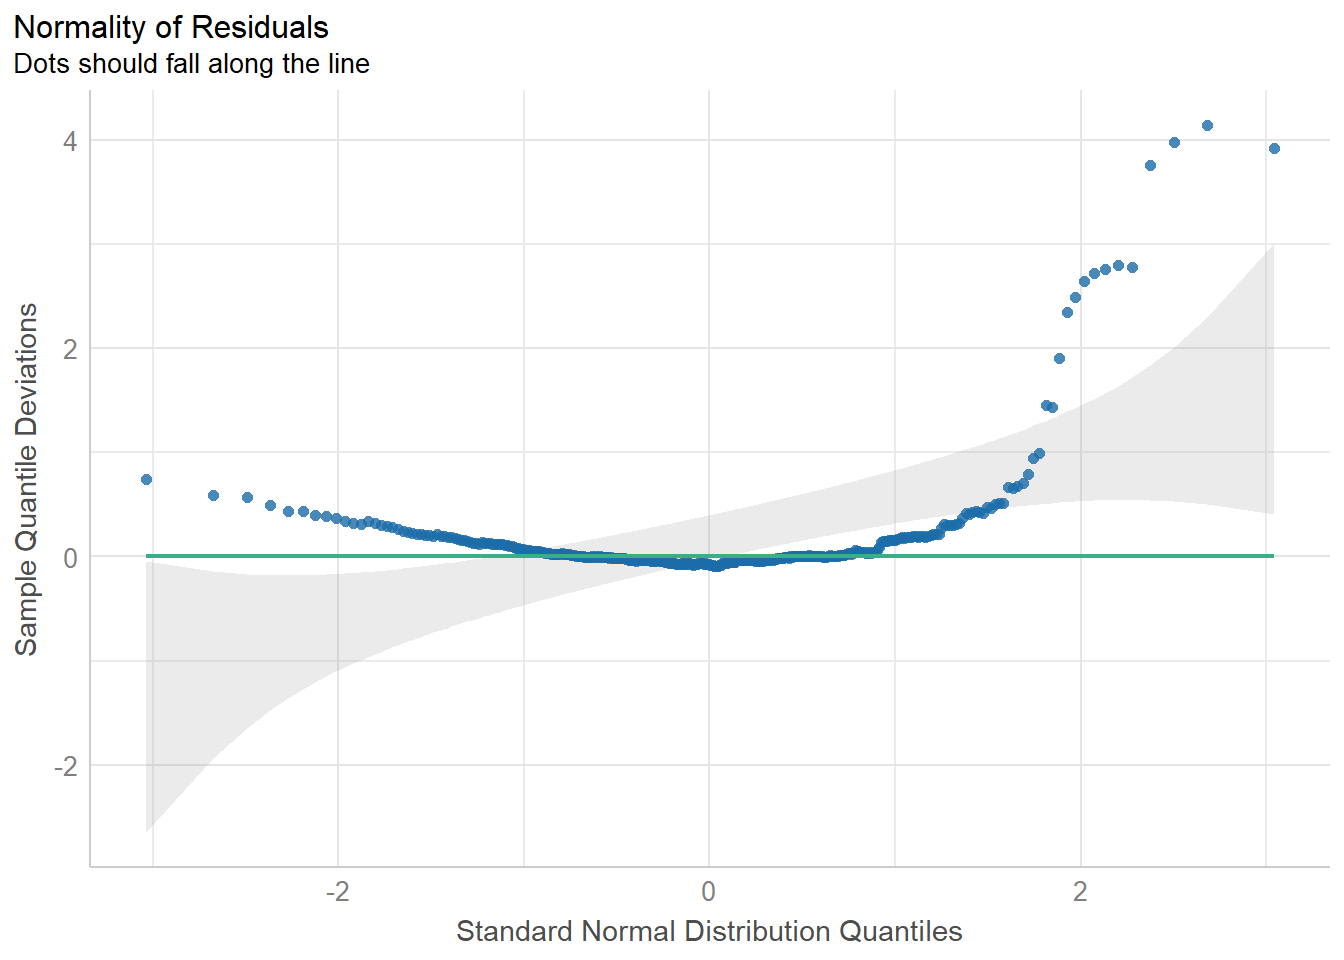 Normality of Residuals
Dots should fall along the line
4
2
0
-2
Sample Quantile Deviations
-2
0
2
Standard Normal Distribution Quantiles